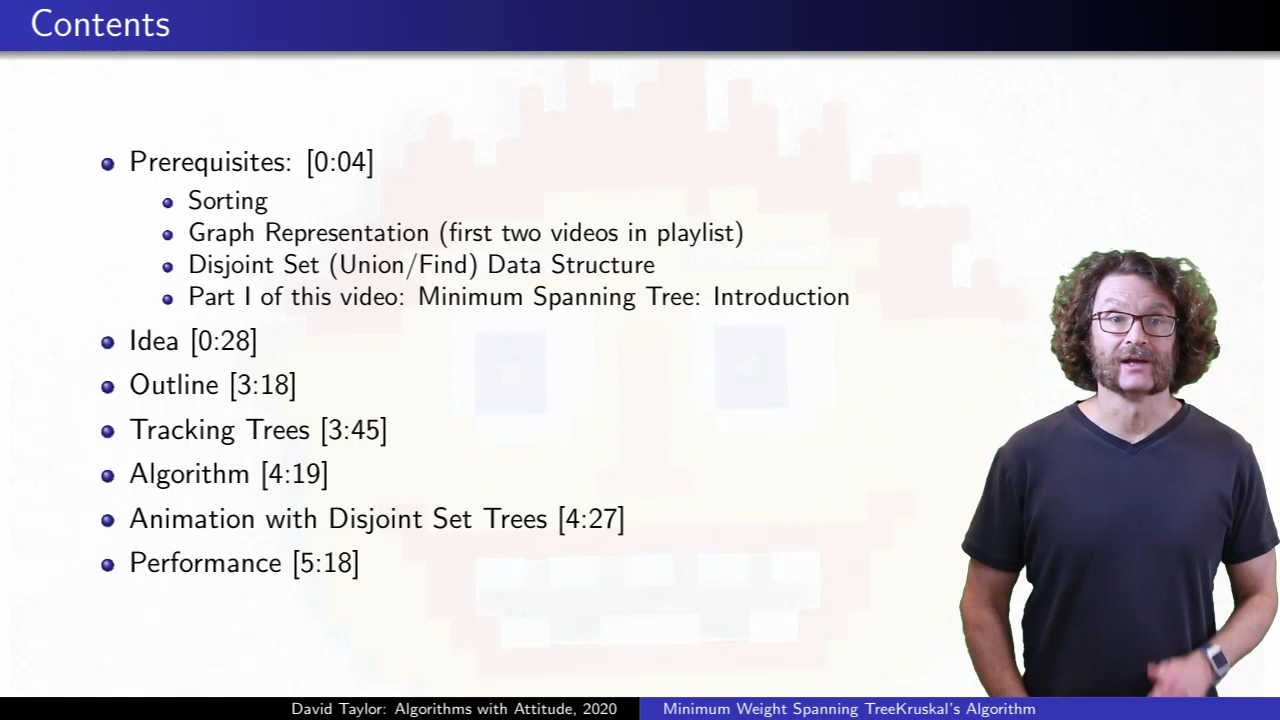 Contents
Prerequisites: [0:04]
Sorting
Graph Representation (first two videos in playlist)
Disjoint Set (Union/Find) Data Structure
Part I of this video: Minimum Spanning Tree: Introduction
Idea [0:28]
Outline [3:18]
Tracking Trees [3:45]
Algorithm [4:19]
Animation with Disjoint Set Trees [4:27]
Performance [5:18]
David Taylor: Algorithms with Attitude, 2020
Minimum Weight Spanning TreeKruskal's Algorithm